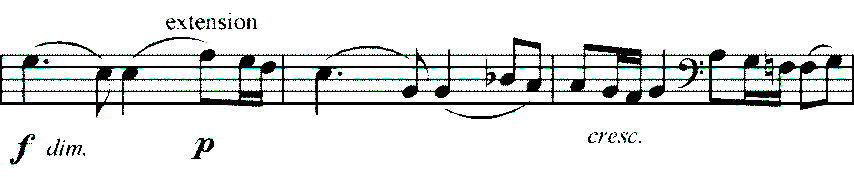 extension
f dim. p cresc.